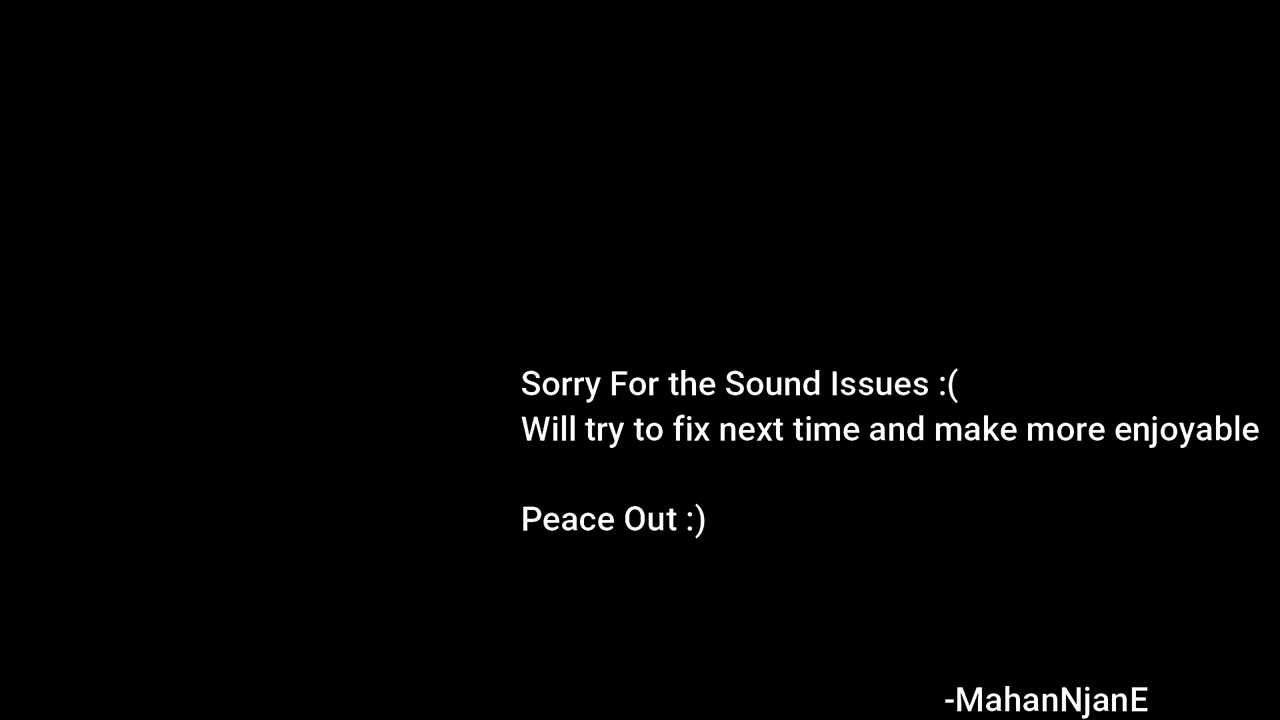 Sorry For the Sound Issues :(
Will try to fix next time and make more enjoyable
Peace Out :)
-MahanNjanE